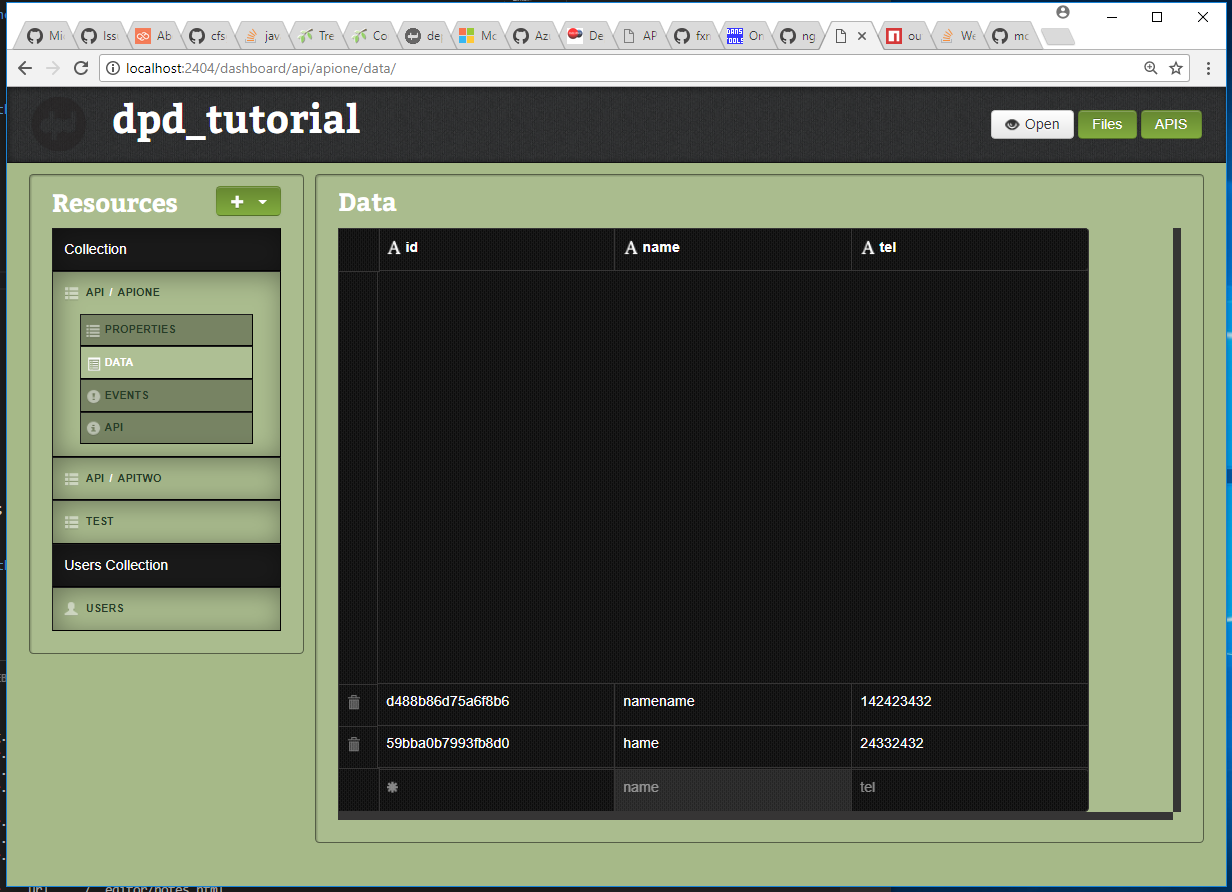 Mi
Iss
Ab
cfs
jav
Tre
Co
de
Mc
Az
De
AP
fxr
On
ng
ou
We
mc
localhost:2404/dashboard/api/apione/data/
dpd_tutorial
Open
Files
APIS
Resources
Collection
API / APIONE
PROPERTIES
DATA
EVENTS
API
API / APITWO
TEST
Users Collection
USERS
Data
A id A name A tel
d488b86d75a6f8b6 namename 142423432
59bba0b7993fb8d0 hame 24332432
name tel